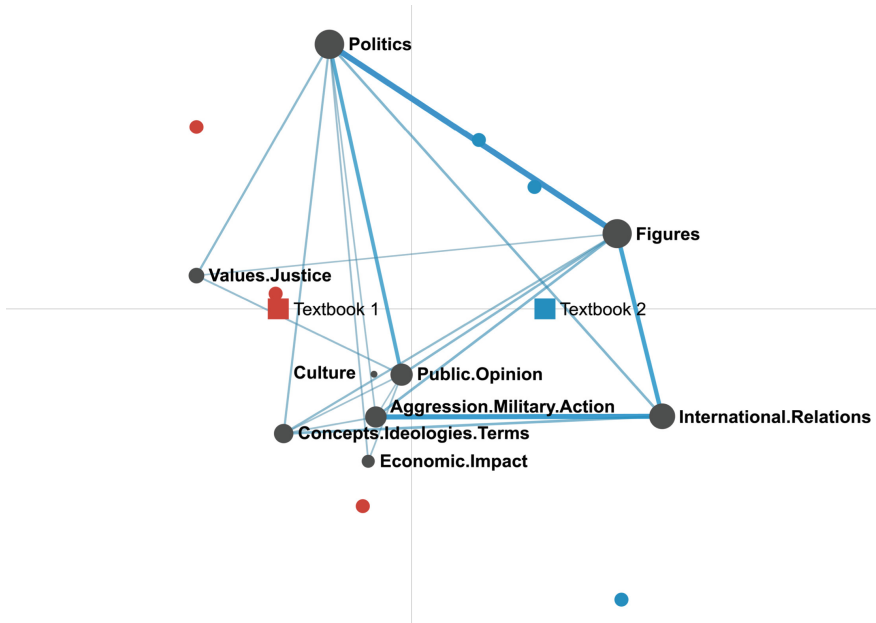 Politics
Figures
Values.Justice
Textbook 1
Textbook 2
Culture
Public.Opinion
Aggression.Military.Action
International.Relations
Concepts.Ideologies.Terms
Economic.Impact